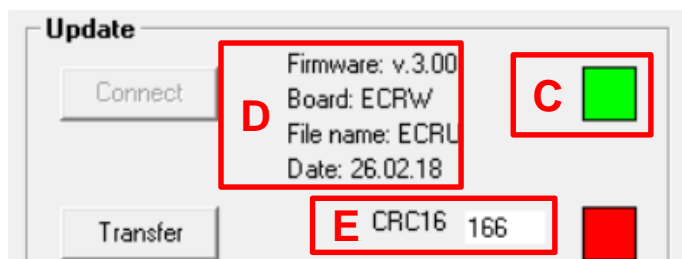 Update
Connect
D
Firmware: v.3.00
Board: ECRW
File name: ECRU
Date: 26.02.18
C
Transfer
E
CRC16
166